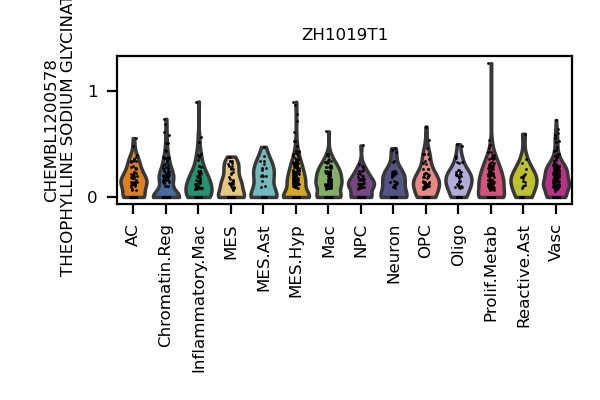 ZH1019T1
CHEMBL1200578
THEOPHYLLINE SODIUM GLYCINAT
1
0
AC
Chromatin.Reg
Inflammatory.Mac
MES
MES.Ast
MES.Hyp
Mac
NPC
Neuron
OPC
Oligo
Prolif.Metab
Reactive.Ast
Vasc